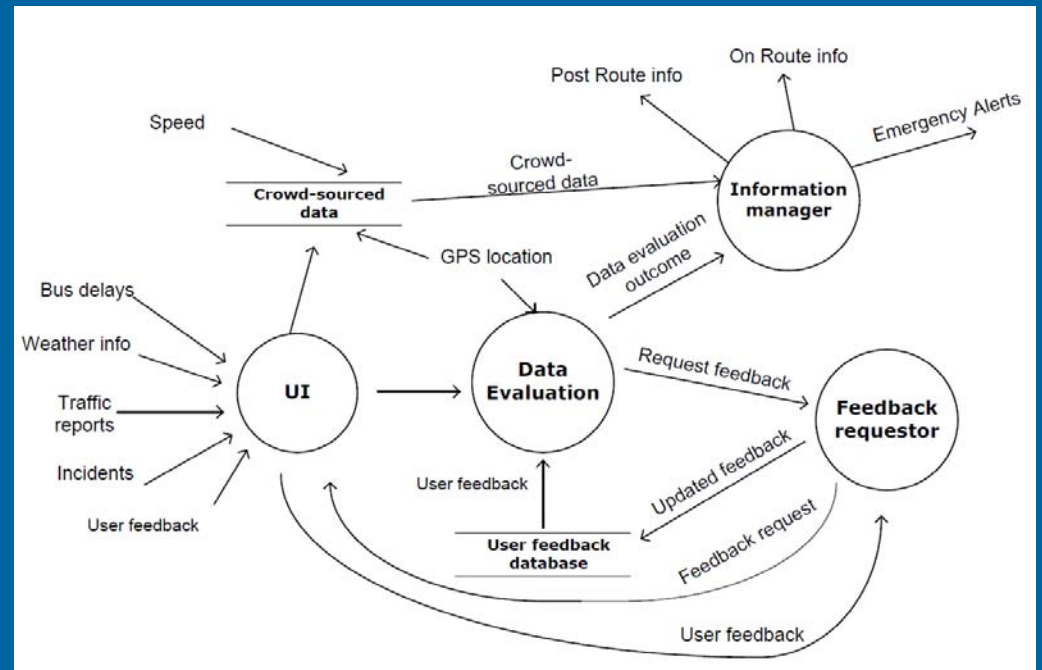 On Route info
Post Route info
Emergency Alerts
Speed
Crowd-
sourced data
Crowd-sourced
data
Information
manager
GPS location
Data evaluation
outcome
Bus delays
Weather info
Traffic
reports
Incidents
User feedback
UI
Data
Evaluation
Request feedback
Feedback
requestor
User feedback
Updated feedback
User feedback
database
Feedback request
User feedback